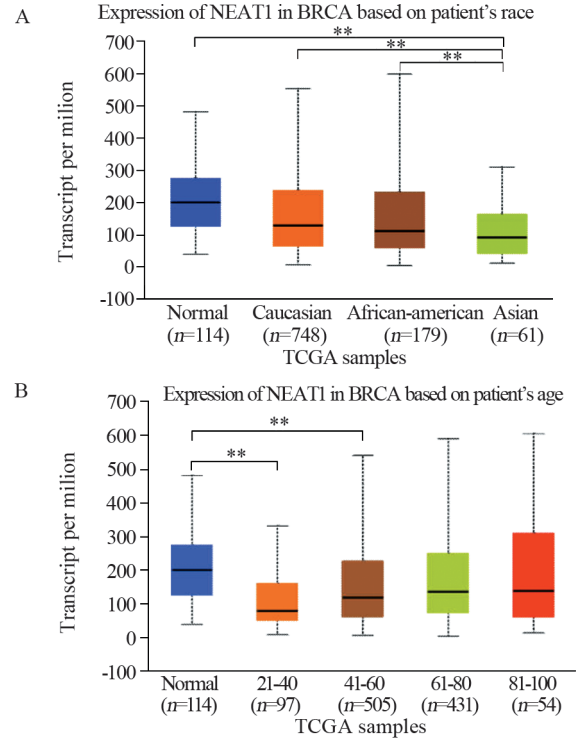 A
Expression of NEAT1 in BRCA based on patient's race
Transcript per milion
700
600
500
400
300
200
100
0
-100
**
**
**
Normal Caucasian African-american Asian
(n=114) (n=748) (n=179) (n=61)
TCGA samples
B
Expression of NEAT1 in BRCA based on patient's age
Transcript per milion
700
600
500
400
300
200
100
0
-100
**
**
Normal 21-40 41-60 61-80 81-100
(n=114) (n=97) (n=505) (n=431) (n=54)
TCGA samples